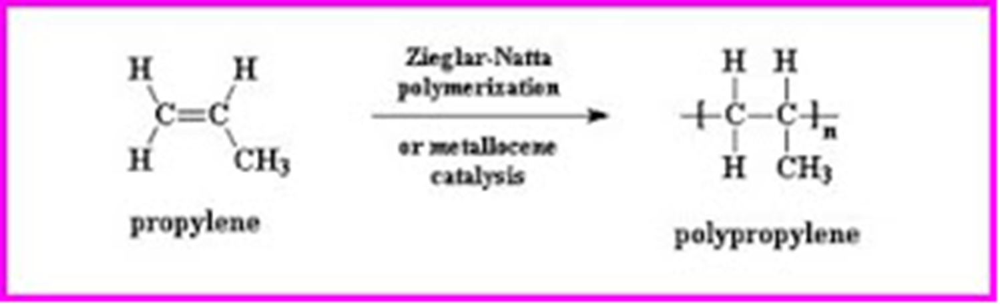 H H
C=C
H CH3
propylene
Zieglar-Natta
polymerization
or metallocene
catalysis
H H
-[-C-C-]-n
H CH3
polypropylene